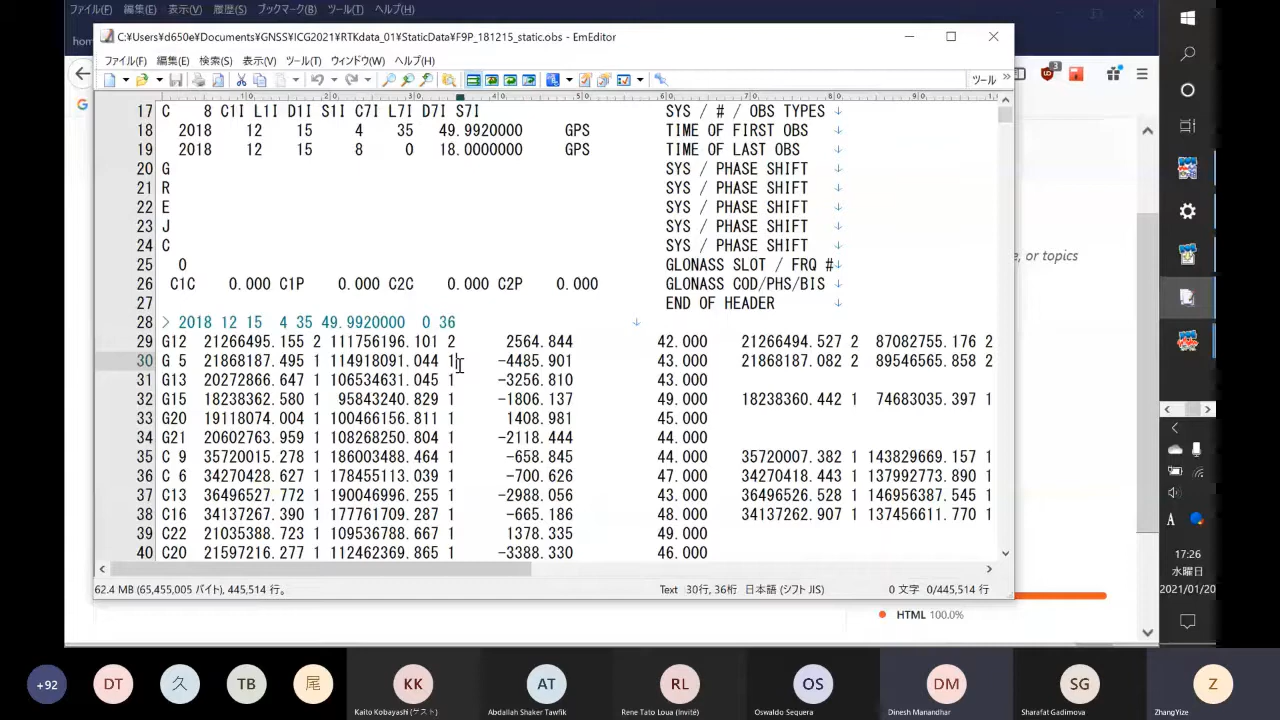 ファイル(F) 編集(E) 表示(V) 履歴(S) ブックマーク(B) ツール(T) ヘルプ(H)
C:¥Users¥d650e¥Documents¥GNSS¥ICG2021¥RTKdata_01¥StaticData¥F9P_181215_static.obs - EmEditor
ファイル(F) 編集(E) 検索(S) 表示(V) ツール(T) ウィンドウ(W) ヘルプ(H)
ツール
17 C 8 C1I L1I D1I S1I C7I L7I D7I S7I SYS / # / OBS TYPES
18 2018 12 15 4 35 49.9920000 GPS TIME OF FIRST OBS
19 2018 12 15 8 0 18.0000000 GPS TIME OF LAST OBS
20 G SYS / PHASE SHIFT
21 R SYS / PHASE SHIFT
22 E SYS / PHASE SHIFT
23 J SYS / PHASE SHIFT
24 C SYS / PHASE SHIFT
25 0 GLONASS SLOT / FRQ #
26 C1C 0.000 C1P 0.000 C2C 0.000 C2P 0.000 GLONASS COD/PHS/BIS
27 END OF HEADER
28 > 2018 12 15 4 35 49.9920000 0 36
29 G12 21266495.155 2 111756196.101 2 2564.844 42.000 21266494.527 2 87082755.176 2
30 G 5 21868187.495 1 114918091.044 1 -4485.901 43.000 21868187.082 2 89546565.858 2
31 G13 20272866.647 1 106534631.045 1 -3256.810 43.000
32 G15 18238362.580 1 95843240.829 1 -1806.137 49.000 18238360.442 1 74683035.397 1
33 G20 19118074.004 1 100466156.811 1 1408.981 45.000
34 G21 20602763.959 1 108268250.804 1 -2118.444 44.000
35 C 9 35720015.278 1 186003488.464 1 -658.845 44.000 35720007.382 1 143829669.157 1
36 C 6 34270428.627 1 178455113.039 1 -700.626 44.000 34270418.443 1 137992773.890 1
37 C13 36496527.772 1 190046996.255 1 -2988.056 43.000 36496526.528 1 146956387.545 1
38 C16 34137267.390 1 177761709.287 1 -665.186 48.000 34137262.907 1 137456611.770 1
39 C22 21035388.723 1 109536788.667 1 1378.335 49.000
40 C20 21597216.277 1 112462369.865 1 -3388.330 46.000
62.4 MB (65,455,005 バイト), 445,514 行。 Text 30行, 36桁 日本語 (シフト JIS) 0 文字 0/445,514 行
e, or topics
HTML 100.0%
A
17:26
水曜日
2021/01/20
+92 DT 久 TB 尾 KK AT RL OS DM SG Z
Kaito Kobayashi (ゲスト) Abdallah Shaker Tawfik Rene Tato Loua (Invité) Oswaldo Sequera Dinesh Manandhar Sharafat Gadimova ZhangYize